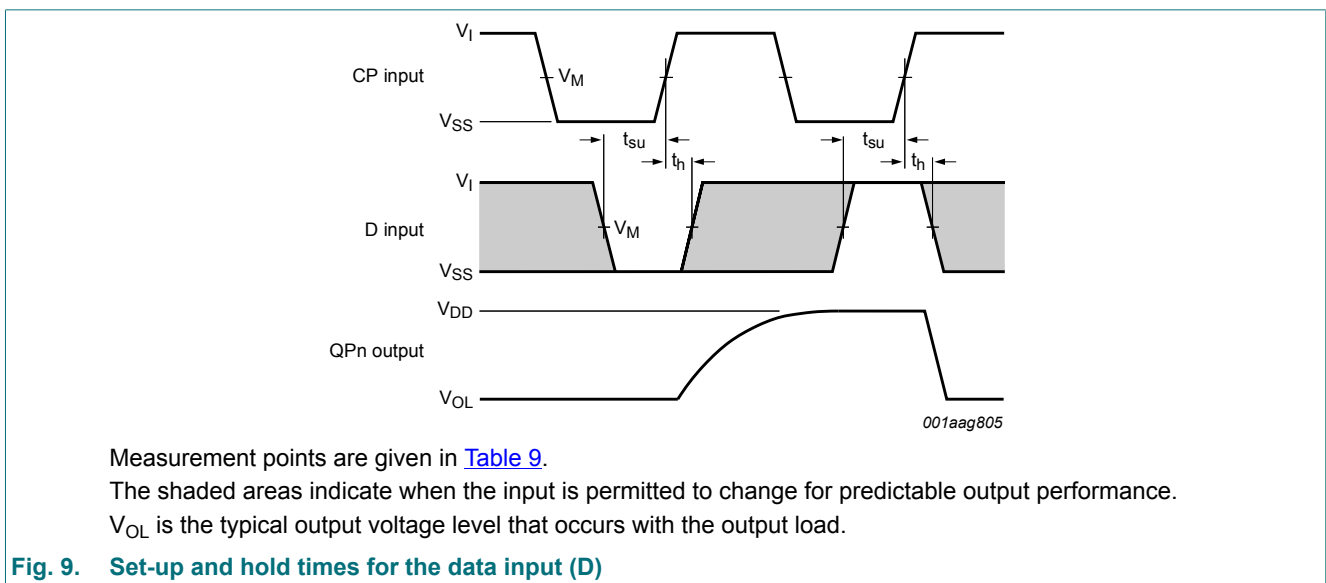 V_I
CP input
V_M
V_SS
t_su
t_su
t_h
t_h
V_I
D input
V_M
V_SS
V_DD
QPn output
V_OL
001aag805
Measurement points are given in Table 9.
The shaded areas indicate when the input is permitted to change for predictable output performance.
V_OL is the typical output voltage level that occurs with the output load.
Fig. 9. Set-up and hold times for the data input (D)